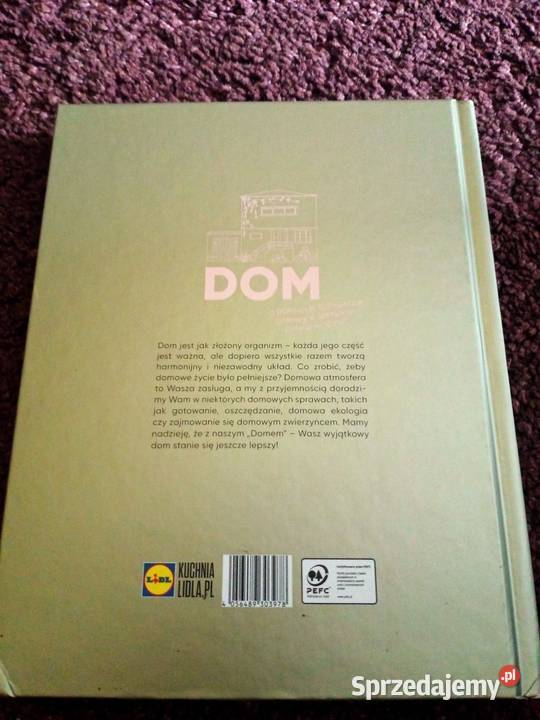 DOM
Dom jest jak złożony organizm – każda jego część
jest ważna, ale dopiero wszystkie razem tworzą
harmonijny i niezawodny układ. Co zrobić, żeby
domowe życie było pełniejsze? Domowa atmosfera
to Wasza zasługa, a my z przyjemnością doradzi-
my Wam w niektórych domowych sprawach, takich
jak gotowanie, oszczędzanie, domowa ekologia
czy zajmowanie się domowym zwierzyńcem. Mamy
nadzieję, że z naszym „Domem” – Wasz wyjątkowy
dom stanie się jeszcze lepszy!
LIDL
KUCHNIA
LIDLA.PL
4 056489 303978
PEFC
Sprzedajemy.pl